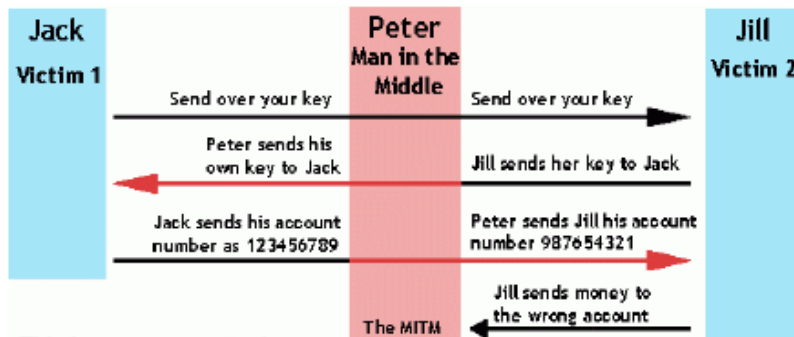 Jack
Victim 1
Peter
Man in the
Middle
Jill
Victim 2
Send over your key
Send over your key
Peter sends his
own key to Jack
Jill sends her key to Jack
Jack sends his account
number as 123456789
Peter sends Jill his account
number 987654321
Jill sends money to
the wrong account
The MITM